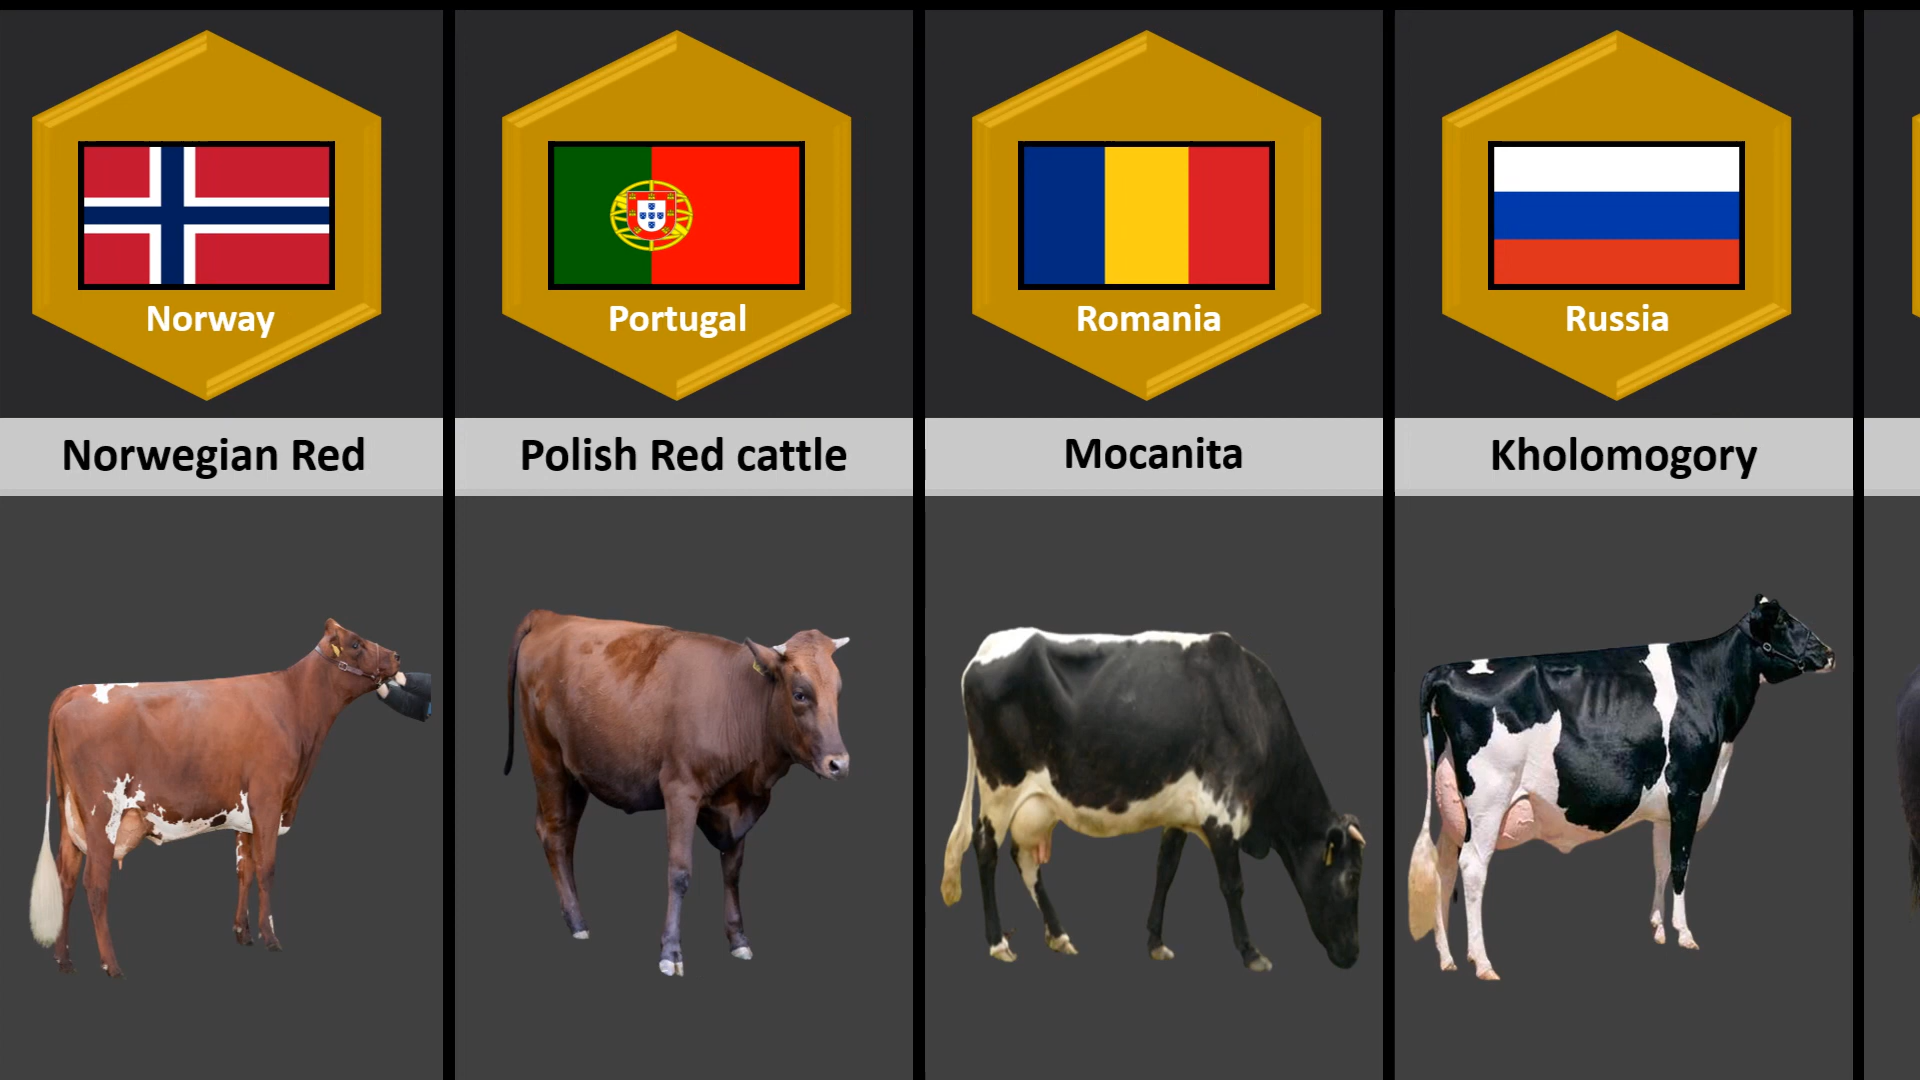 Norway
Portugal
Romania
Russia
Norwegian Red
Polish Red cattle
Mocanita
Kholomogory